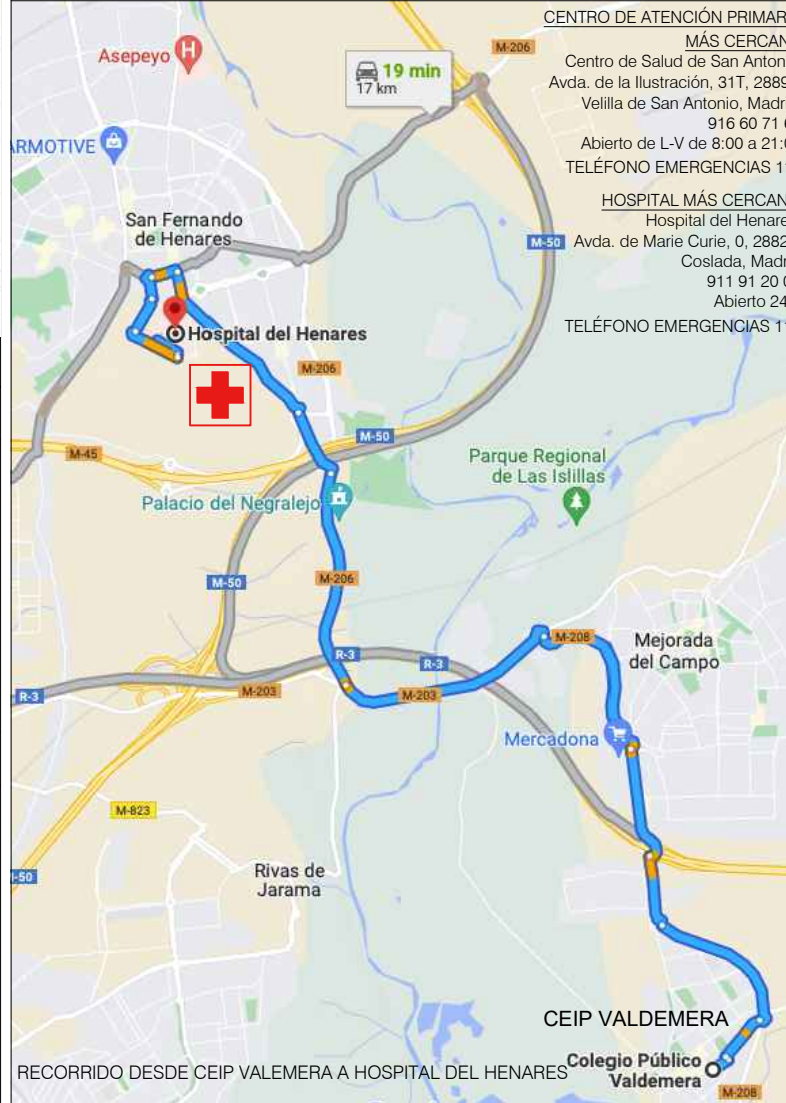 CENTRO DE ATENCIÓN PRIMAR
MÁS CERCAN
Centro de Salud de San Anton
Avda. de la Ilustración, 31T, 2889
Velilla de San Antonio, Madr
916 60 71 6
Abierto de L-V de 8:00 a 21:0
TELÉFONO EMERGENCIAS 11
HOSPITAL MÁS CERCAN
Hospital del Henare
Avda. de Marie Curie, 0, 2882
Coslada, Madr
911 91 20 0
Abierto 24
TELÉFONO EMERGENCIAS 11
M-206
Asepeyo
H
19 min
17 km
ARMOTIVE
San Fernando
de Henares
M-50
Hospital del Henares
M-206
M-50
M-45
Parque Regional
de Las Islillas
Palacio del Negralejo
M-50
M-206
M-208
Mejorada
del Campo
R-3
R-3
R-3
M-203
M-203
Mercadona
M-823
Rivas de
Jarama
-50
CEIP VALDEMERA
RECORRIDO DESDE CEIP VALEMERA A HOSPITAL DEL HENARES
Colegio Público
Valdemera
M-208